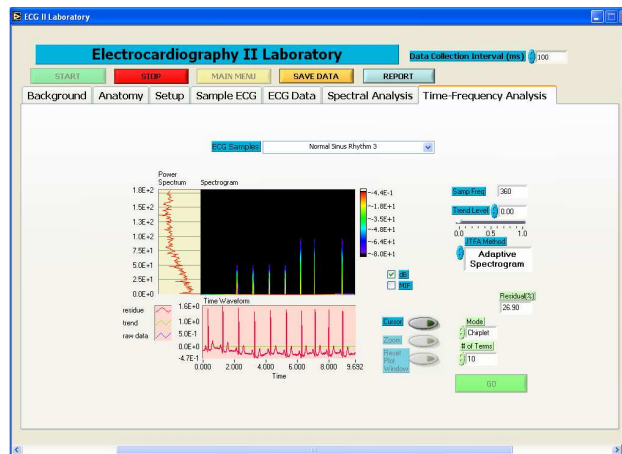 ECG II Laboratory
Electrocardiography II Laboratory
Data Collection Interval (ms) 100
START STOP MAIN MENU SAVE DATA REPORT
Background Anatomy Setup Sample ECG ECG Data Spectral Analysis Time-Frequency Analysis
ECG Samples Normal Sinus Rhythm 3
Power
Spectrum Spectrogram
1.8E+2
1.5E+2
1.3E+2
1.0E+2
7.5E+1
5.0E+1
2.5E+1
0.0E+0
-4.4E-1
-1.8E+1
-3.5E+1
-4.8E+1
-6.4E+1
-8.0E+1
Samp Freq 360
Trend Level 0.00
0.0 0.5 1.0
JTFA Method
Adaptive
Spectrogram
dB
Residual(%)
26.90
Time Waveform
residue
trend
raw data
1.6E+0
1.0E+0
5.0E-1
0.0E+0
-4.7E-1
0.000 2.000 4.000 6.000 8.000 9.692
Time
Cursor
Zoom
Reset
Plot
Window
Mode
Chirplet
# of Terms
10
GO